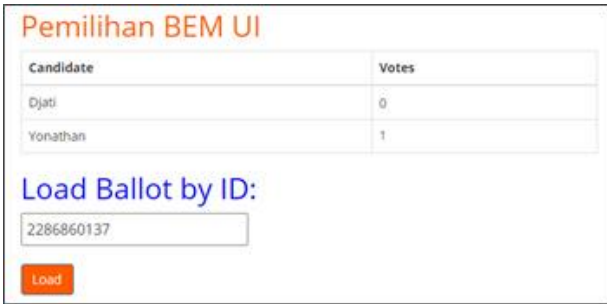 Pemilihan BEM UI
Candidate Votes
Djati 0
Yonathan 1
Load Ballot by ID:
2286860137
Load